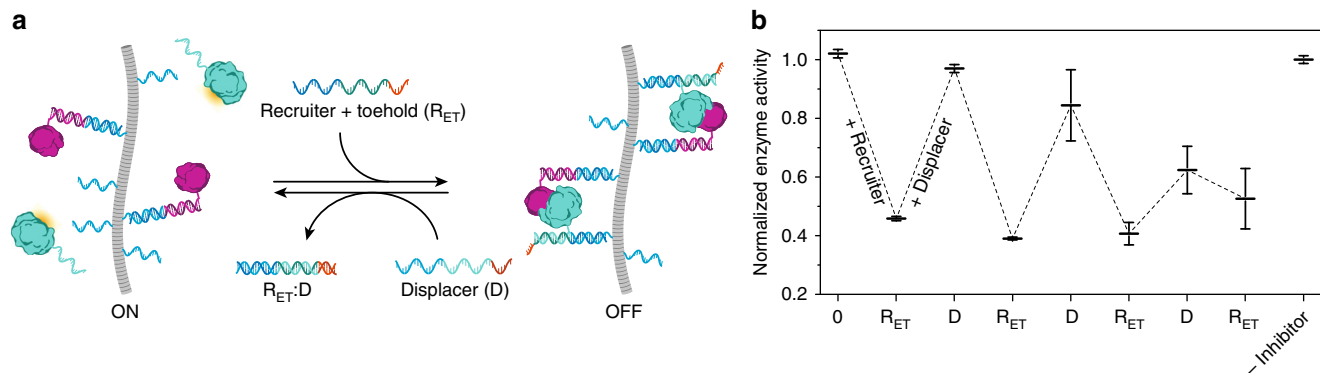 a
Recruiter + toehold (R_ET)
R_ET:D
Displacer (D)
ON
OFF
b
Normalized enzyme activity
1.0
0.8
0.6
0.4
0.2
+ Recruiter
+ Displacer
0
R_ET
D
R_ET
D
R_ET
D
R_ET
– Inhibitor